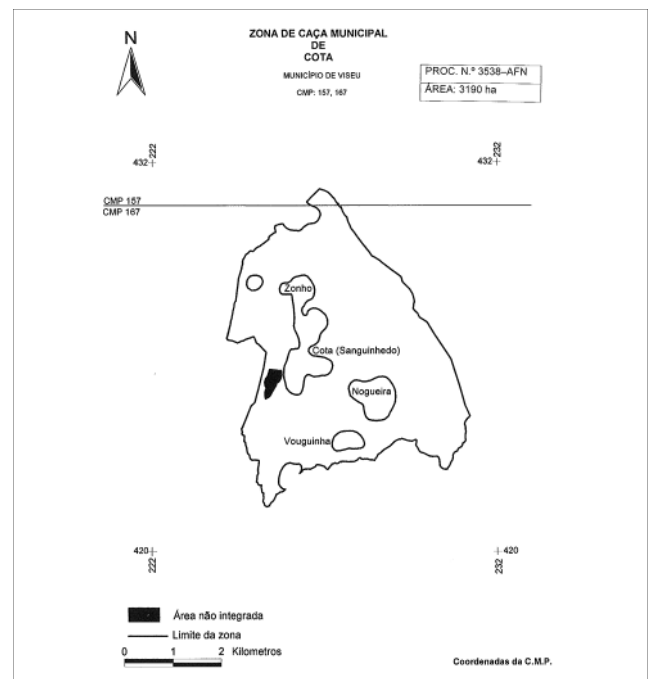 N
ZONA DE CAÇA MUNICIPAL
DE
COTA
MUNICÍPIO DE VISEU
CMP: 157, 167
PROC. N.º 3538–AFN
ÁREA: 3190 ha
432
222
432
232
CMP 157
CMP 167
Zonho
Cota (Sanguinhedo)
Nogueira
Vouguinha
420
222
420
232
Área não integrada
Limite da zona
0 1 2 Kilometros
Coordenadas da C.M.P.